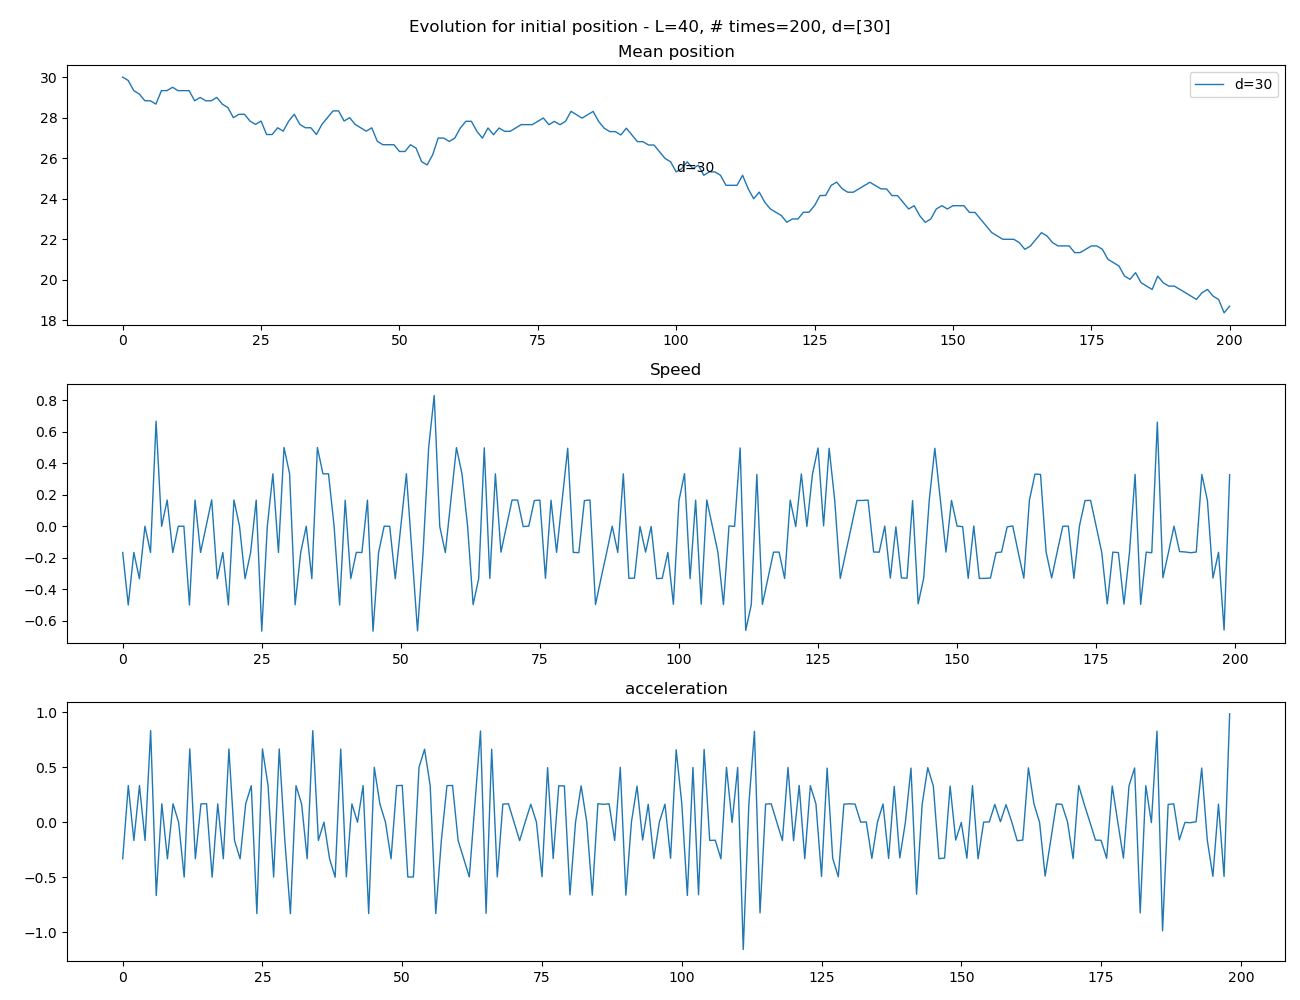 Evolution for initial position - L=40, # times=200, d=[30]
Mean position
30
28
26
24
22
20
18
d=30
d=30
0 25 50 75 100 125 150 175 200
Speed
0.8
0.6
0.4
0.2
0.0
−0.2
−0.4
−0.6
0 25 50 75 100 125 150 175 200
acceleration
1.0
0.5
0.0
−0.5
−1.0
0 25 50 75 100 125 150 175 200